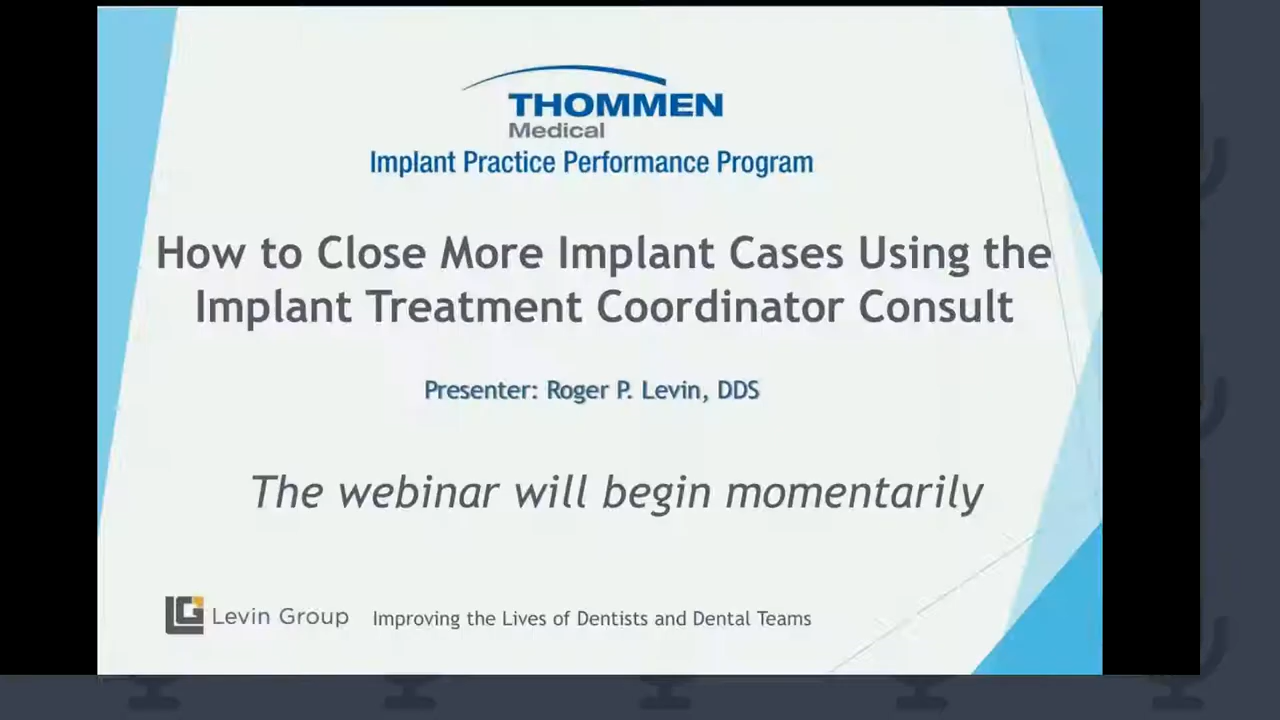 THOMMEN
Medical
Implant Practice Performance Program
How to Close More Implant Cases Using the
Implant Treatment Coordinator Consult
Presenter: Roger P. Levin, DDS
The webinar will begin momentarily
LG Levin Group Improving the Lives of Dentists and Dental Teams